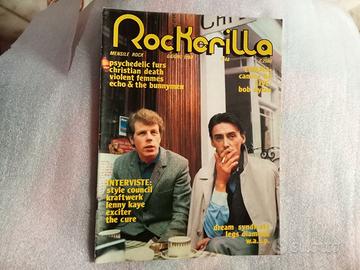 Rockerilla
MENSILE ROCK
psychedelic furs
christian death
violent femmes
echo & the bunnymen
bob dylan
INTERVISTE:
style council
kraftwerk
lenny kaye
exciter
the cure
dream syndicate
legs diamond
w.a.s.p.